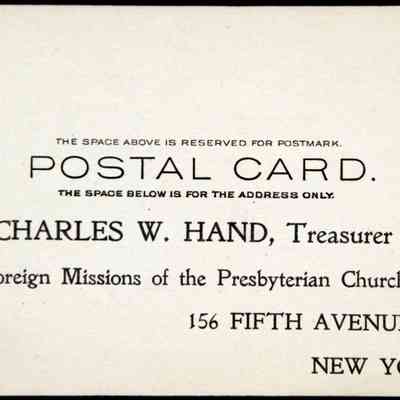 THE SPACE ABOVE IS RESERVED FOR POSTMARK.
POSTAL CARD.
THE SPACE BELOW IS FOR THE ADDRESS ONLY.
CHARLES W. HAND, Treasurer
oreign Missions of the Presbyterian Church
156 FIFTH AVENU
NEW YO